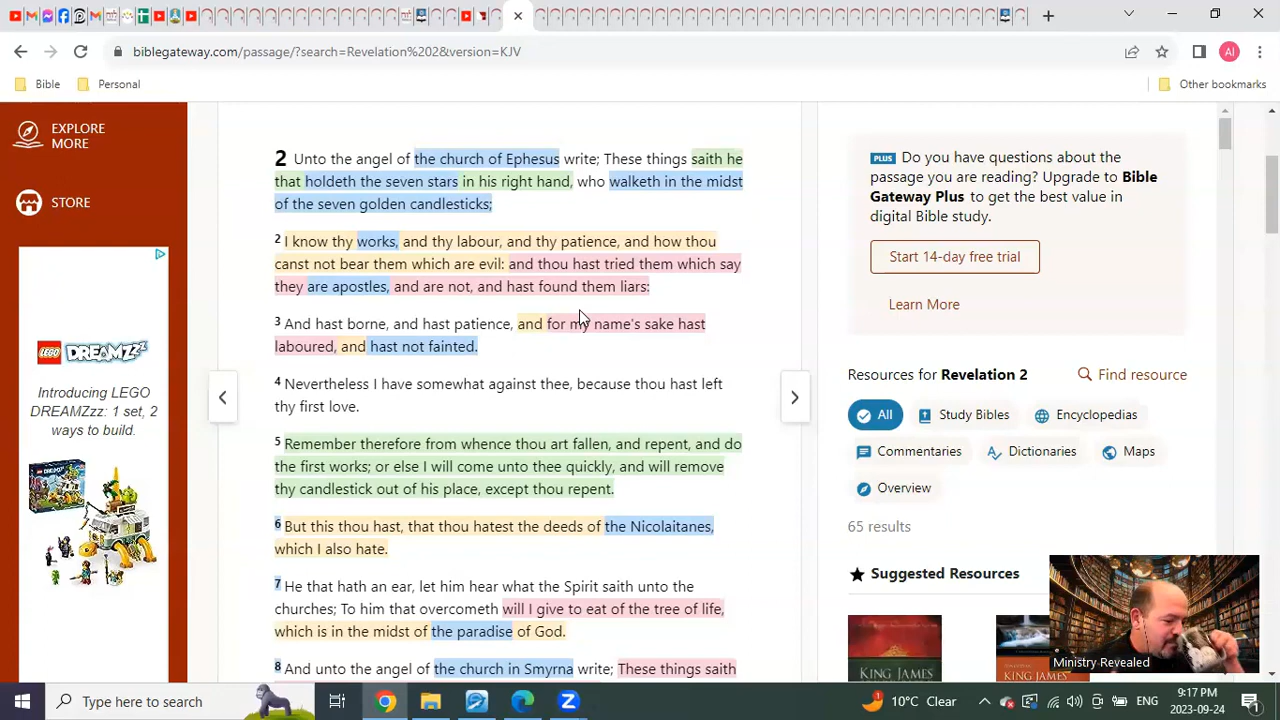 biblegateway.com/passage/?search=Revelation%202&version=KJV
AI
Bible
Personal
Other bookmarks
EXPLORE
MORE
STORE
LEGO DREAMZzz
Introducing LEGO
DREAMZzz: 1 set, 2
ways to build.
2 Unto the angel of the church of Ephesus write; These things saith he
that holdeth the seven stars in his right hand, who walketh in the midst
of the seven golden candlesticks;
2 I know thy works, and thy labour, and thy patience, and how thou
canst not bear them which are evil: and thou hast tried them which say
they are apostles, and are not, and hast found them liars:
3 And hast borne, and hast patience, and for my name's sake hast
laboured, and hast not fainted.
4 Nevertheless I have somewhat against thee, because thou hast left
thy first love.
5 Remember therefore from whence thou art fallen, and repent, and do
the first works; or else I will come unto thee quickly, and will remove
thy candlestick out of his place, except thou repent.
6 But this thou hast, that thou hatest the deeds of the Nicolaitanes,
which I also hate.
7 He that hath an ear, let him hear what the Spirit saith unto the
churches; To him that overcometh will I give to eat of the tree of life,
which is in the midst of the paradise of God.
8 And unto the angel of the church in Smyrna write; These things saith
PLUS Do you have questions about the
passage you are reading? Upgrade to Bible
Gateway Plus to get the best value in
digital Bible study.
Start 14-day free trial
Learn More
Resources for Revelation 2
Find resource
All
Study Bibles
Encyclopedias
Commentaries
Dictionaries
Maps
Overview
65 results
Suggested Resources
KING JAMES
KING JAMES
Ministry Revealed
Type here to search
1
10°C Clear
ENG
9:17 PM
2023-09-24
1